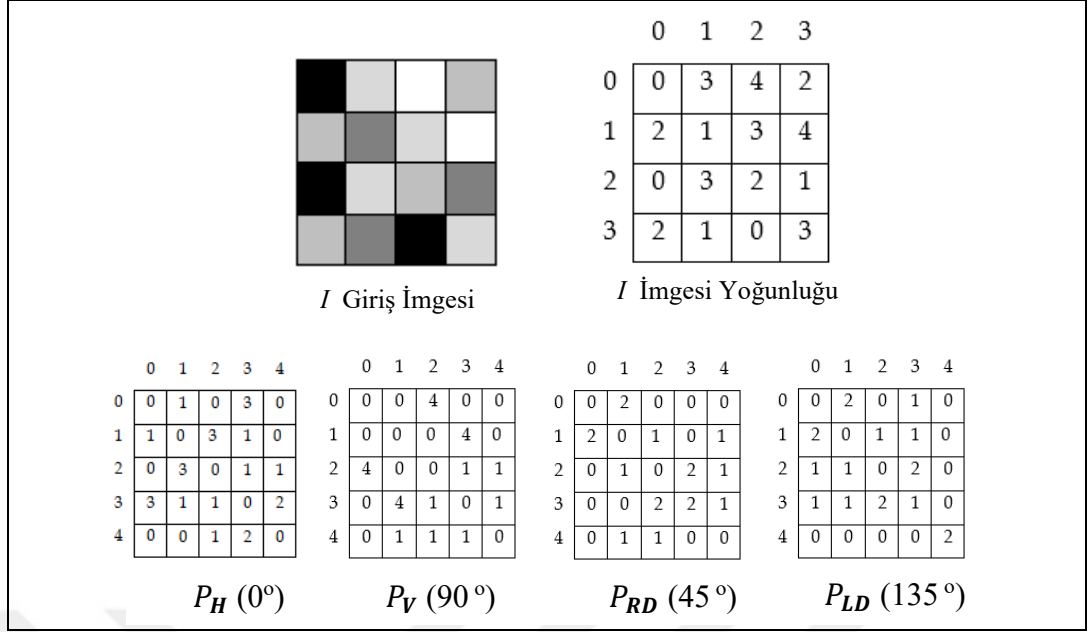 0 1 2 3
0 0 3 4 2
1 2 1 3 4
2 0 3 2 1
3 2 1 0 3
I Giriş İmgesi
I İmgesi Yoğunluğu
0 1 2 3 4 0 1 2 3 4 0 1 2 3 4 0 1 2 3 4
0 0 1 0 3 0 0 0 0 4 0 0 0 0 2 0 0 0 0 0 2 0 1 0
1 1 0 3 1 0 1 0 0 0 4 0 1 2 0 1 0 1 1 2 0 1 1 0
2 0 3 0 1 1 2 4 0 0 1 1 2 0 1 0 2 1 2 1 1 0 2 0
3 3 1 1 0 2 3 0 4 1 0 1 3 0 0 2 2 1 3 1 1 2 1 0
4 0 0 1 2 0 4 0 1 1 1 0 4 0 1 1 0 0 4 0 0 0 0 2
P_H (0º) P_V (90 º) P_RD (45 º) P_LD (135 º)